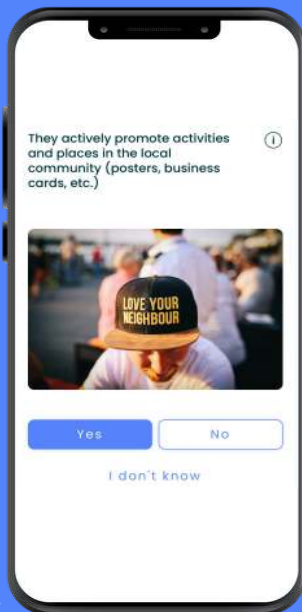 They actively promote activities
and places in the local
community (posters, business
cards, etc.)
i
LOVE YOUR
NEIGHBOUR
Yes
No
I don't know